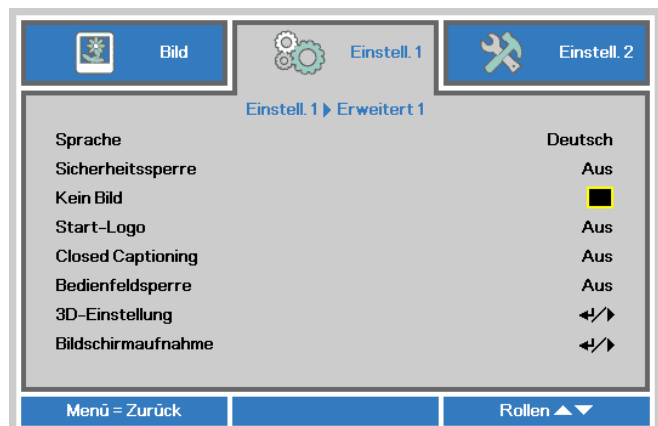 Bild
Einstell. 1
Einstell. 2
Einstell. 1 Erweitert 1
Sprache Deutsch
Sicherheitssperre Aus
Kein Bild
Start-Logo Aus
Closed Captioning Aus
Bedienfeldsperre Aus
3D-Einstellung ↵/▶
Bildschirmaufnahme ↵/▶
Menü = Zurück
Rollen ▲▼